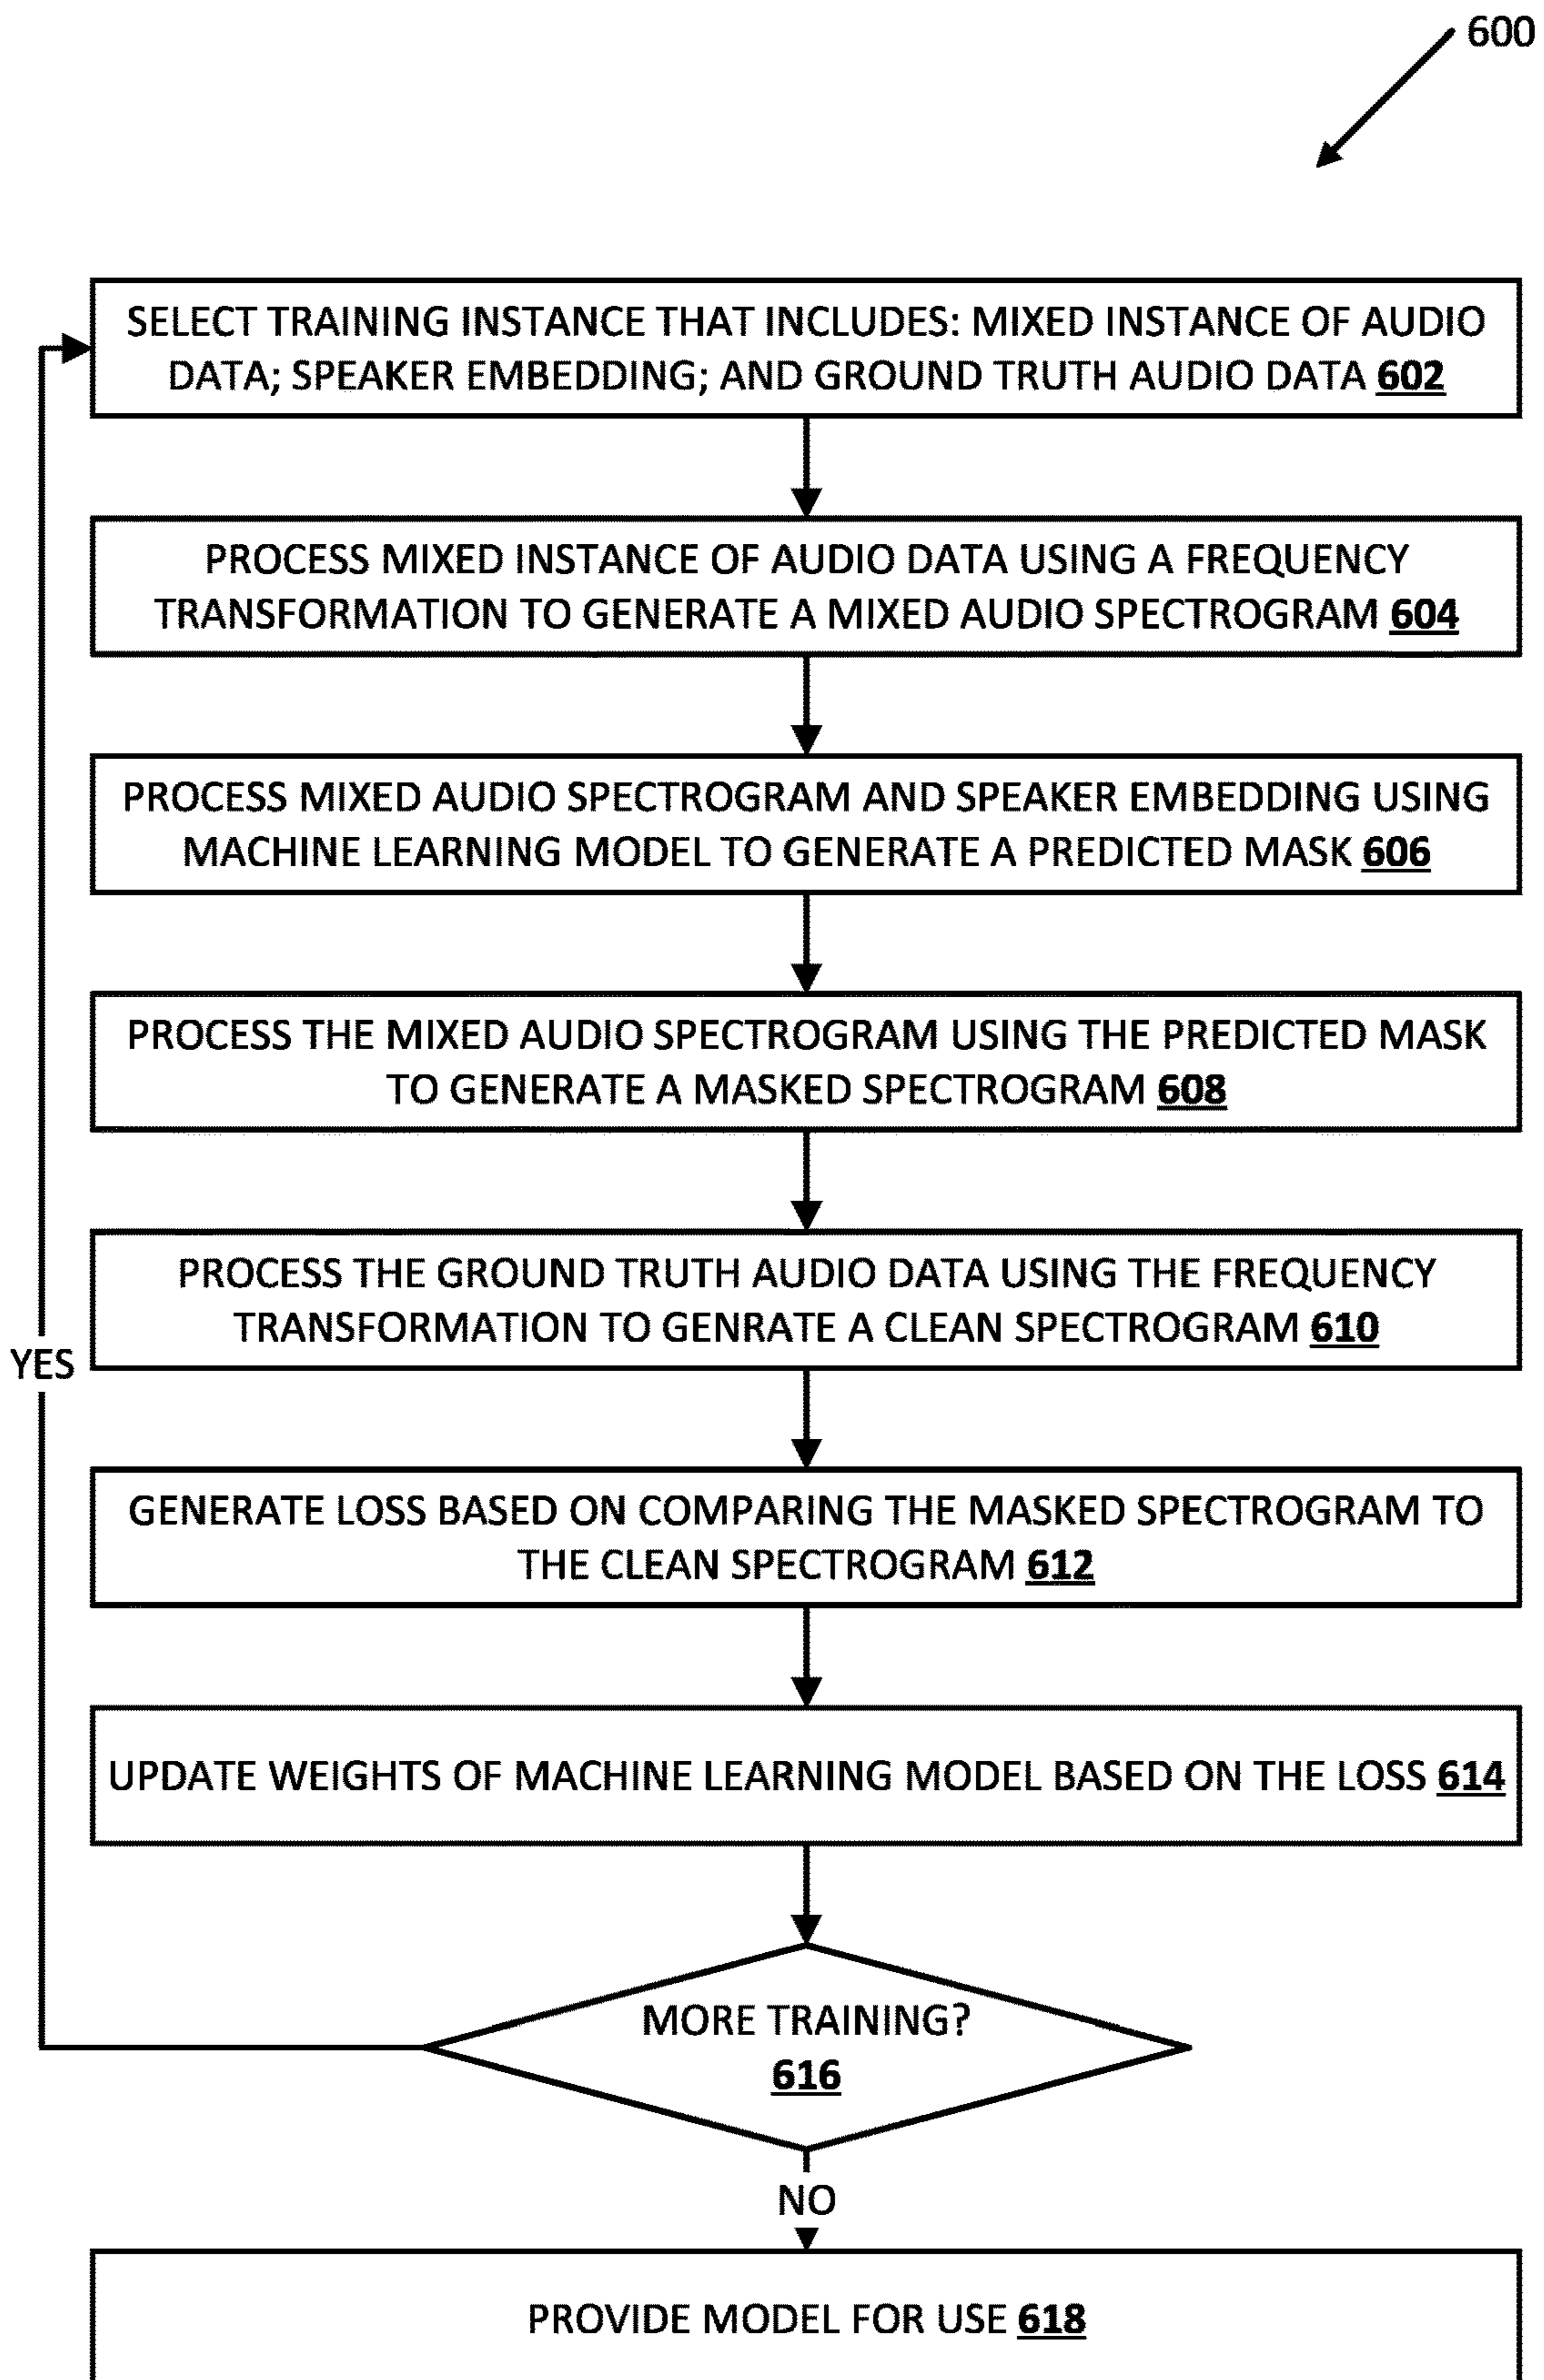 600
SELECT TRAINING INSTANCE THAT INCLUDES: MIXED INSTANCE OF AUDIO
DATA; SPEAKER EMBEDDING; AND GROUND TRUTH AUDIO DATA 602
PROCESS MIXED INSTANCE OF AUDIO DATA USING A FREQUENCY
TRANSFORMATION TO GENERATE A MIXED AUDIO SPECTROGRAM 604
PROCESS MIXED AUDIO SPECTROGRAM AND SPEAKER EMBEDDING USING
MACHINE LEARNING MODEL TO GENERATE A PREDICTED MASK 606
PROCESS THE MIXED AUDIO SPECTROGRAM USING THE PREDICTED MASK
TO GENERATE A MASKED SPECTROGRAM 608
PROCESS THE GROUND TRUTH AUDIO DATA USING THE FREQUENCY
TRANSFORMATION TO GENRATE A CLEAN SPECTROGRAM 610
YES
GENERATE LOSS BASED ON COMPARING THE MASKED SPECTROGRAM TO
THE CLEAN SPECTROGRAM 612
UPDATE WEIGHTS OF MACHINE LEARNING MODEL BASED ON THE LOSS 614
MORE TRAINING?
616
NO
PROVIDE MODEL FOR USE 618